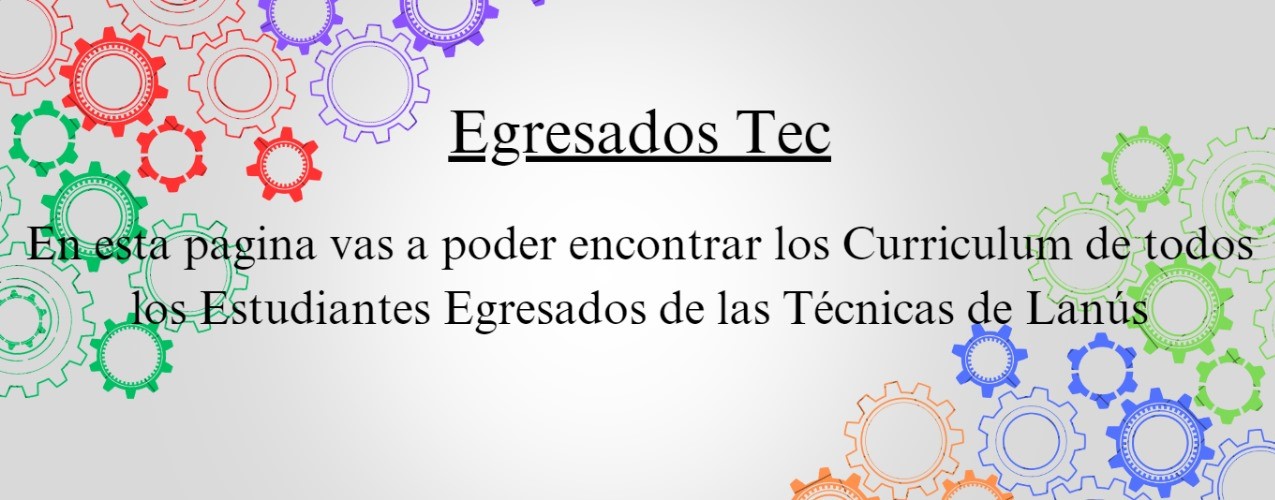 Egresados Tec
En esta pagina vas a poder encontrar los Curriculum de todos
los Estudiantes Egresados de las Técnicas de Lanús